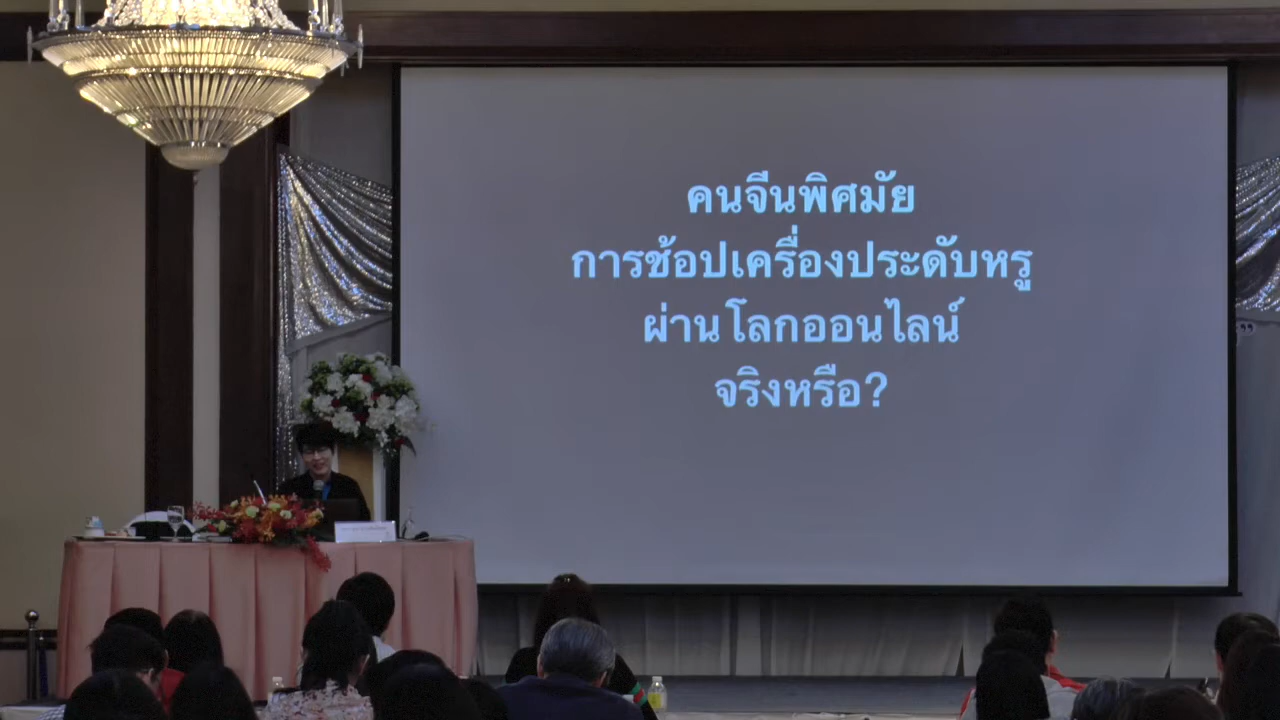 คนจีนพิศมัย
การช้อปเครื่องประดับหรู
ผ่านโลกออนไลน์
จริงหรือ?